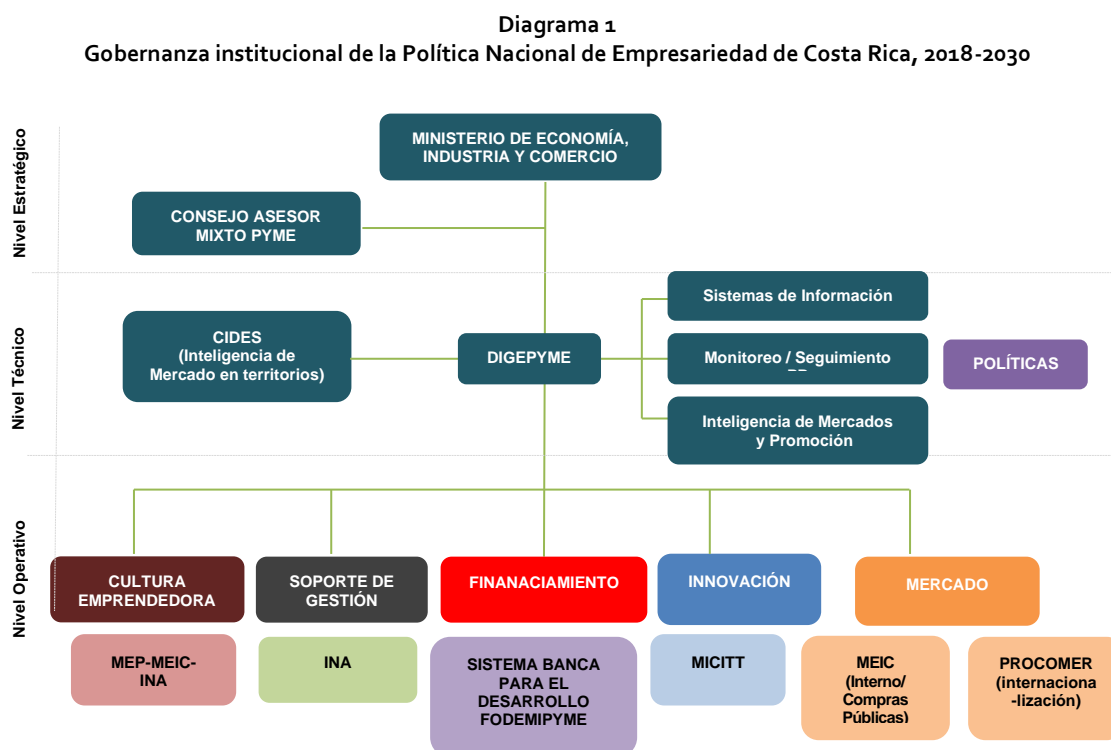 Diagrama 1
Gobernanza institucional de la Política Nacional de Empresariedad de Costa Rica, 2018-2030
Nivel Estratégico
MINISTERIO DE ECONOMÍA,
INDUSTRIA Y COMERCIO
CONSEJO ASESOR
MIXTO PYME
Nivel Técnico
CIDES
(Inteligencia de
Mercado en territorios)
DIGEPYME
Sistemas de Información
Monitoreo / Seguimiento
Inteligencia de Mercados
y Promoción
POLÍTICAS
Nivel Operativo
CULTURA
EMPRENDEDORA
SOPORTE DE
GESTIÓN
FINANACIAMIENTO
INNOVACIÓN
MERCADO
MEP-MEIC-
INA
INA
SISTEMA BANCA
PARA EL
DESARROLLO
FODEMIPYME
MICITT
MEIC
(Interno/
Compras
Públicas)
PROCOMER
(internaciona
-lización)